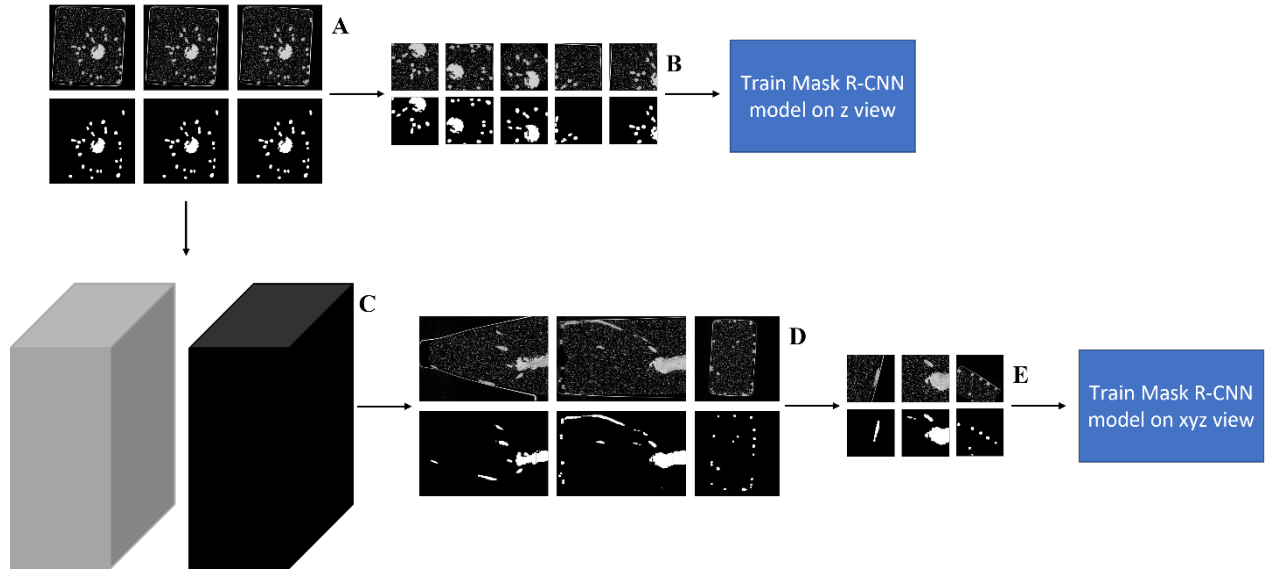 A
B
Train Mask R-CNN
model on z view
C
D
E
Train Mask R-CNN
model on xyz view